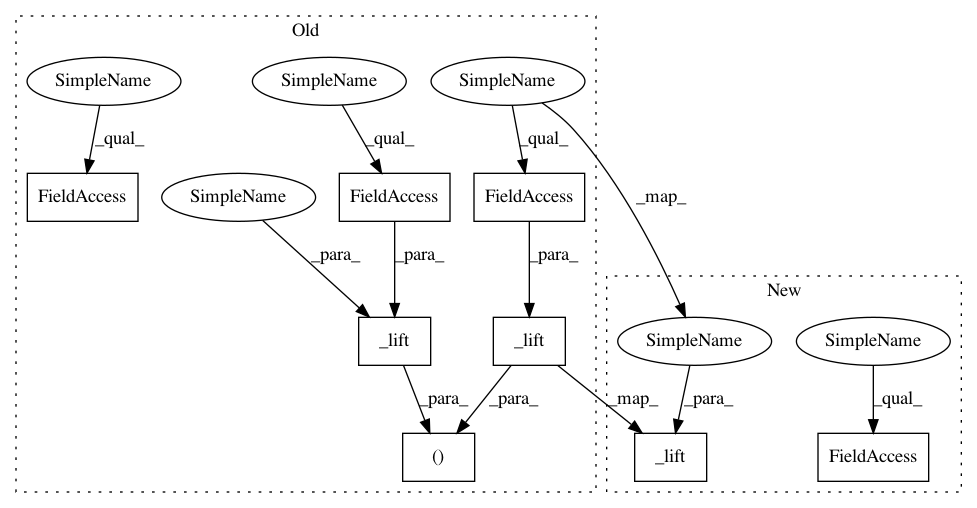 Old
SimpleName
SimpleName
SimpleName
_qual_
_qual_
_qual_
FieldAccess
SimpleName
FieldAccess
FieldAccess
_map_
_para_
_para_
_para_
New
_lift
_lift
SimpleName
SimpleName
_para_
_para_
_map_
_para_
_qual_
()
_lift
FieldAccess